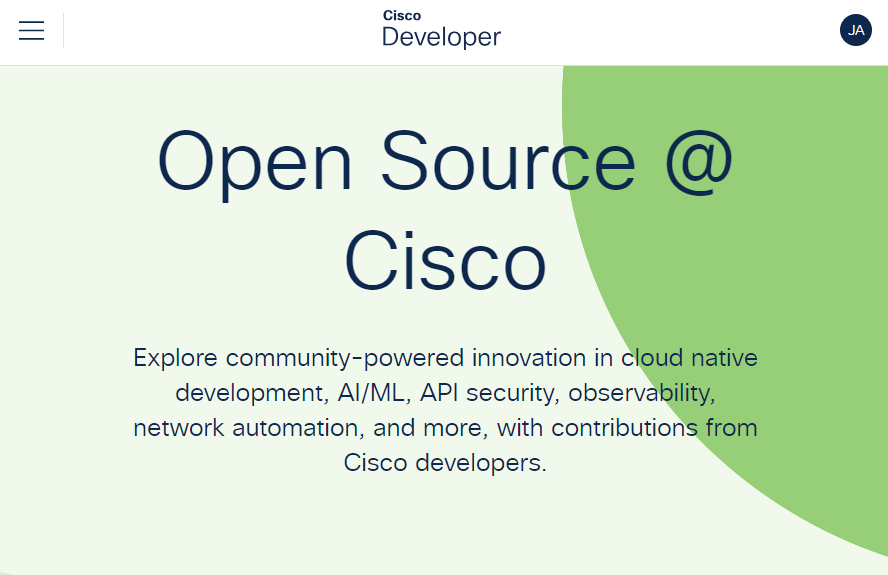 Cisco
Developer
JA
Open Source @
Cisco
Explore community-powered innovation in cloud native
development, AI/ML, API security, observability,
network automation, and more, with contributions from
Cisco developers.